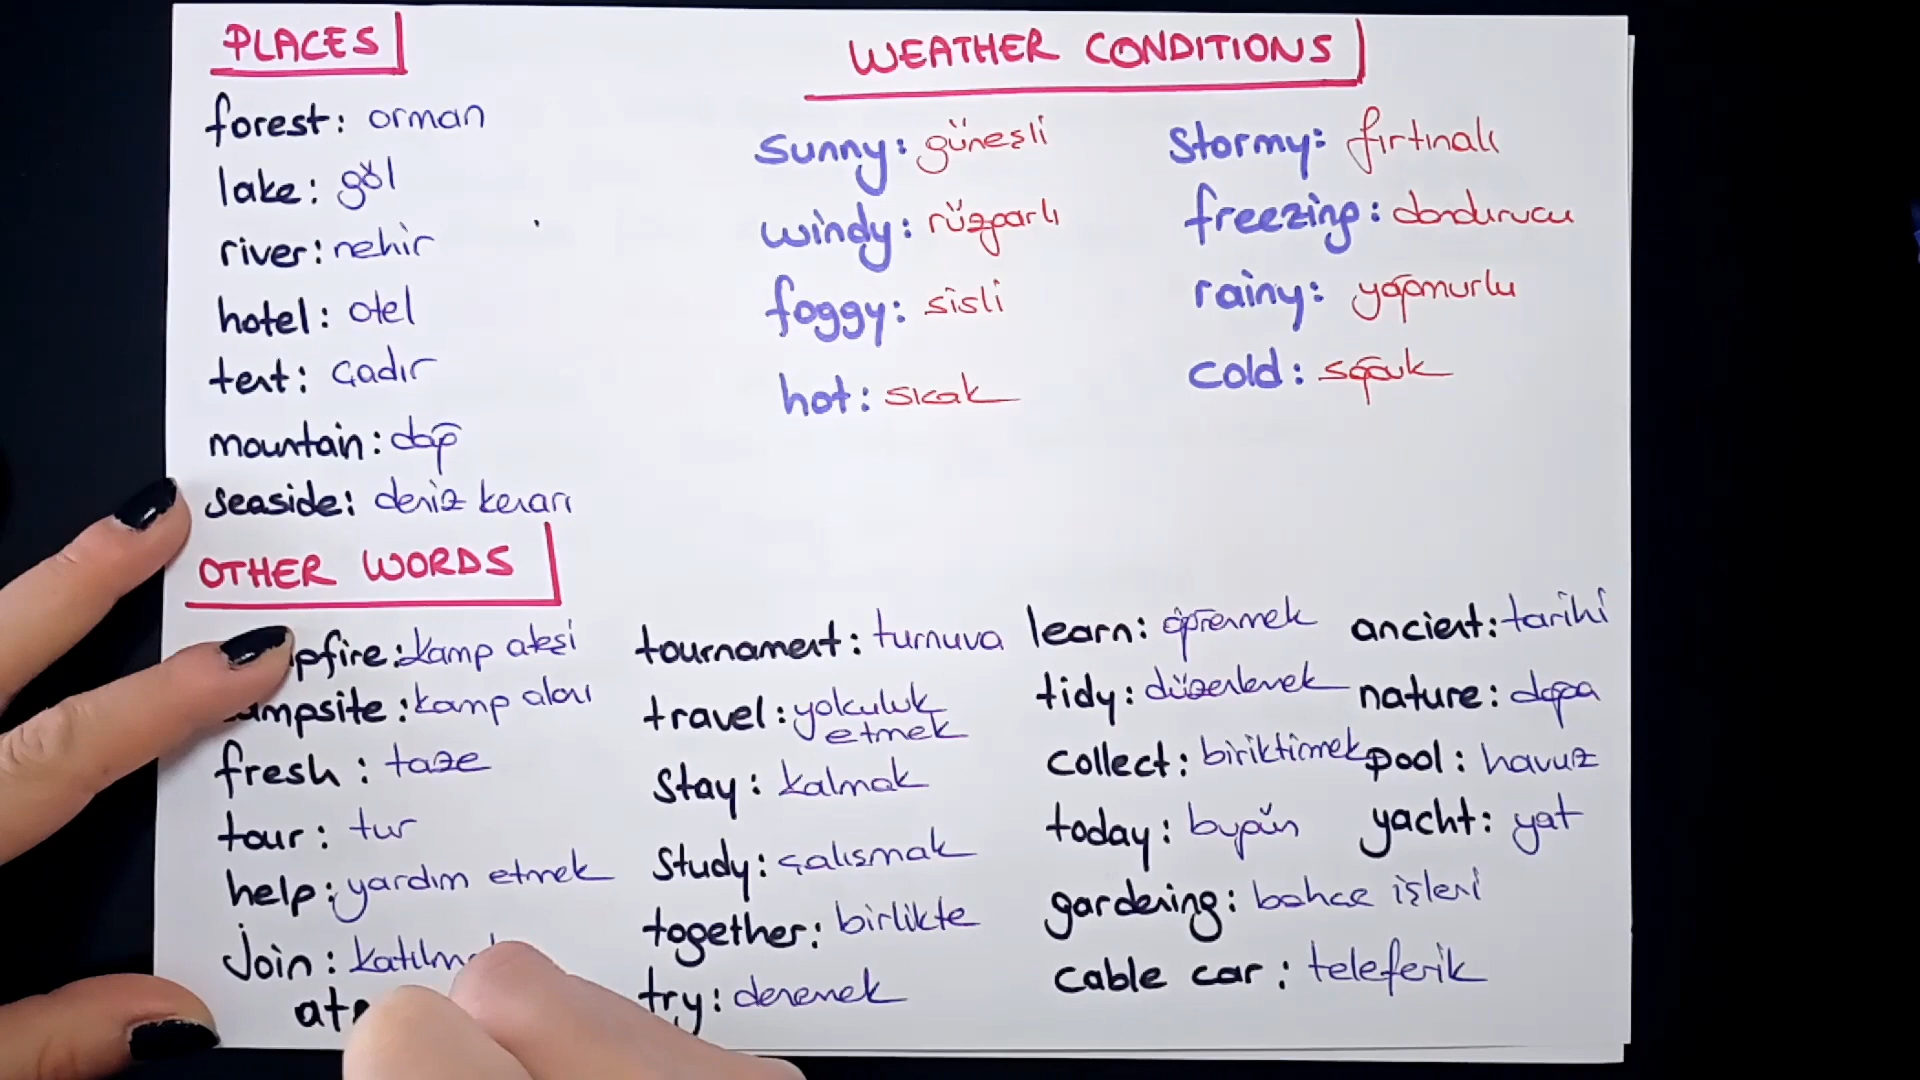 PLACES
forest: orman
lake: göl
river: nehir
hotel: otel
tent: çadır
mountain: dağ
seaside: deniz kenarı
WEATHER CONDITIONS
sunny: güneşli
windy: rüzgarlı
foggy: sisli
hot: sıcak
stormy: fırtınalı
freezing: dondurucu
rainy: yağmurlu
cold: soğuk
OTHER WORDS
pfire: kamp ateşi
ampsite: kamp alanı
fresh: taze
tour: tur
help: yardım etmek
join: katılm
at
tournament: turnuva
travel: yolculuk
etmek
stay: kalmak
study: çalışmak
together: birlikte
try: denemek
learn: öğrenmek
tidy: düzenlemek
collect: biriktirmek
today: bugün
gardening: bahçe işleri
cable car: teleferik
ancient: tarihi
nature: doğa
pool: havuz
yacht: yat